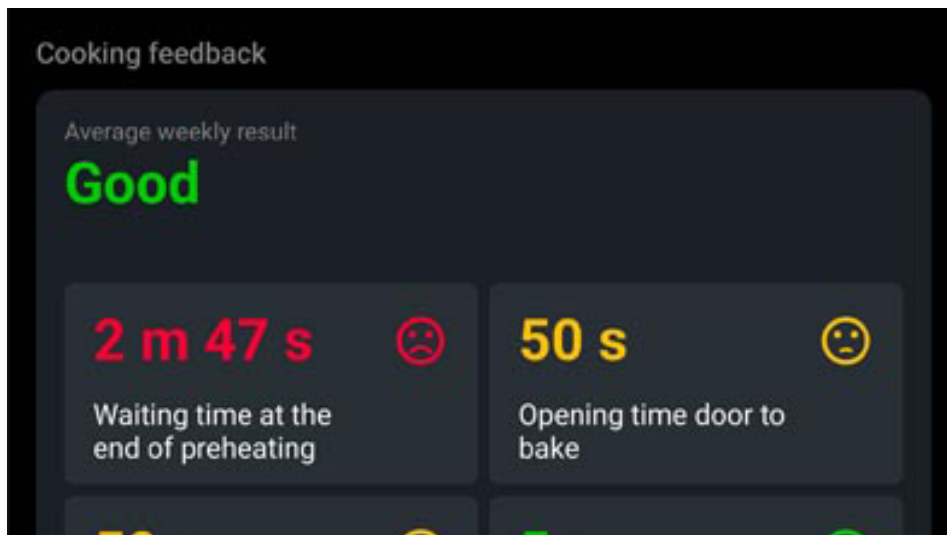 Cooking feedback
Average weekly result
Good
2 m 47 s
50 s
Waiting time at the
end of preheating
Opening time door to
bake